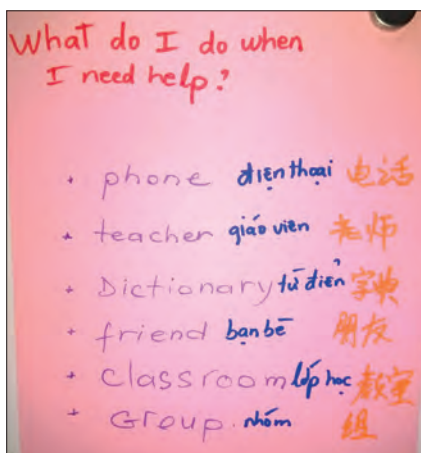 What do I do when
I need help?
+ phone điện thoại 电话
+ teacher giáo viên 老师
+ Dictionary từ điển 字典
+ friend bạn bè 朋友
+ classroom lớp học 教室
+ Group. nhóm 组